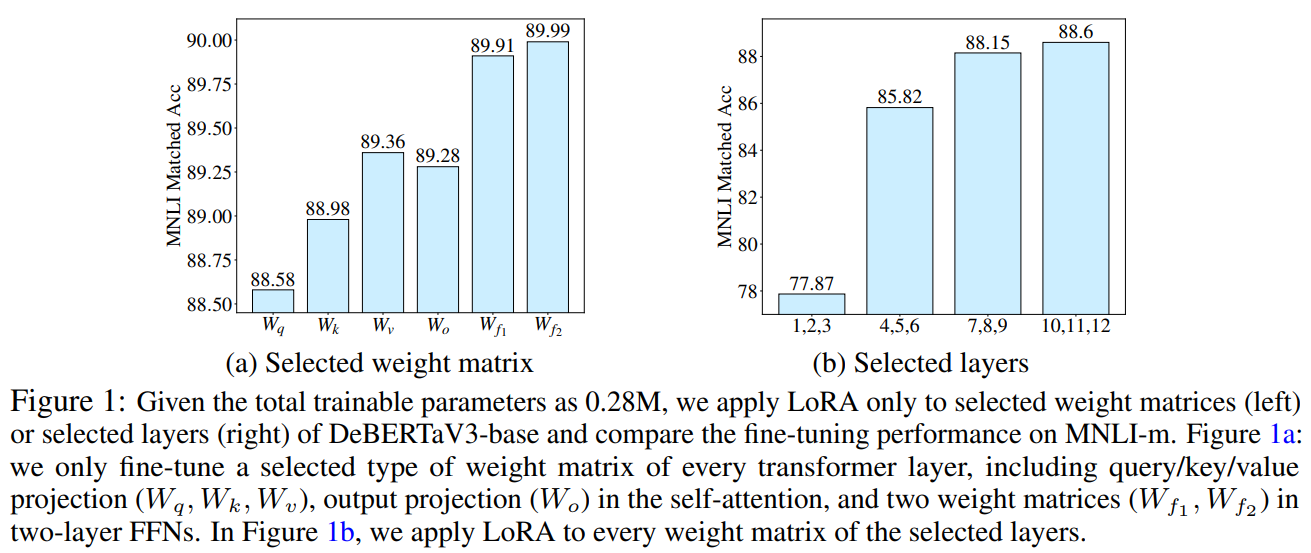 MNLI Matched Acc
90.00
89.75
89.50
89.25
89.00
88.75
88.50
88.58
88.98
89.36
89.28
89.91
89.99
W_q W_k W_v W_o W_{f_1} W_{f_2}
(a) Selected weight matrix
MNLI Matched Acc
88
86
84
82
80
78
77.87
85.82
88.15
88.6
1,2,3 4,5,6 7,8,9 10,11,12
(b) Selected layers
Figure 1: Given the total trainable parameters as 0.28M, we apply LoRA only to selected weight matrices (left)
or selected layers (right) of DeBERTaV3-base and compare the fine-tuning performance on MNLI-m. Figure 1a:
we only fine-tune a selected type of weight matrix of every transformer layer, including query/key/value
projection (W_q, W_k, W_v), output projection (W_o) in the self-attention, and two weight matrices (W_{f_1}, W_{f_2}) in
two-layer FFNs. In Figure 1b, we apply LoRA to every weight matrix of the selected layers.